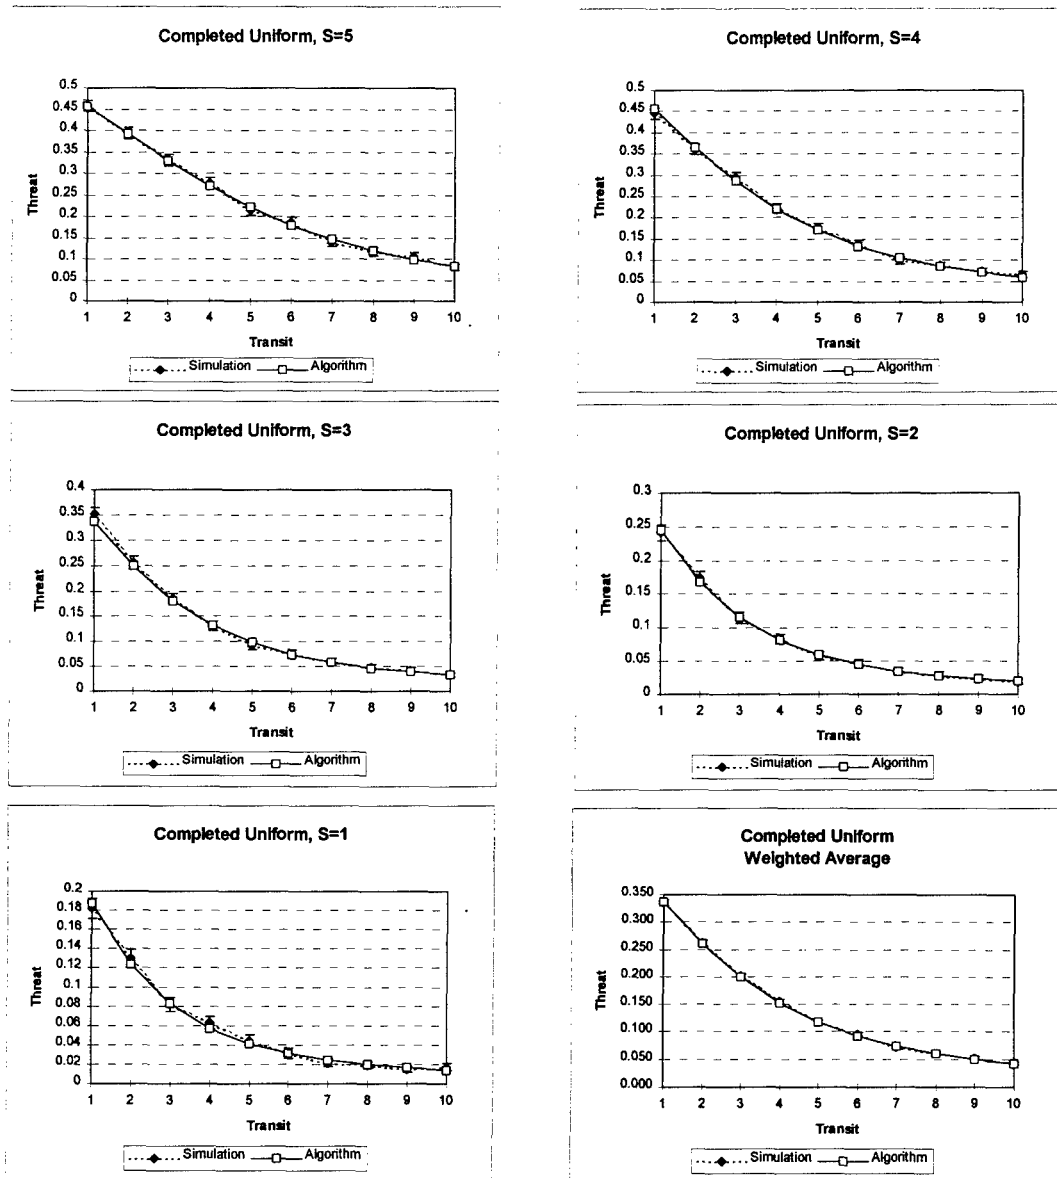 Completed Uniform, S=5
Threat
0.5
0.45
0.4
0.35
0.3
0.25
0.2
0.15
0.1
0.05
0
1 2 3 4 5 6 7 8 9 10
Transit
Simulation Algorithm
Completed Uniform, S=4
Threat
0.5
0.45
0.4
0.35
0.3
0.25
0.2
0.15
0.1
0.05
0
1 2 3 4 5 6 7 8 9 10
Transit
Simulation Algorithm
Completed Uniform, S=3
Threat
0.4
0.35
0.3
0.25
0.2
0.15
0.1
0.05
0
1 2 3 4 5 6 7 8 9 10
Transit
Simulation Algorithm
Completed Uniform, S=2
Threat
0.3
0.25
0.2
0.15
0.1
0.05
0
1 2 3 4 5 6 7 8 9 10
Transit
Simulation Algorithm
Completed Uniform, S=1
Threat
0.2
0.18
0.16
0.14
0.12
0.1
0.08
0.06
0.04
0.02
0
1 2 3 4 5 6 7 8 9 10
Transit
Simulation Algorithm
Completed Uniform
Weighted Average
Threat
0.350
0.300
0.250
0.200
0.150
0.100
0.050
0.000
1 2 3 4 5 6 7 8 9 10
Transit
Simulation Algorithm